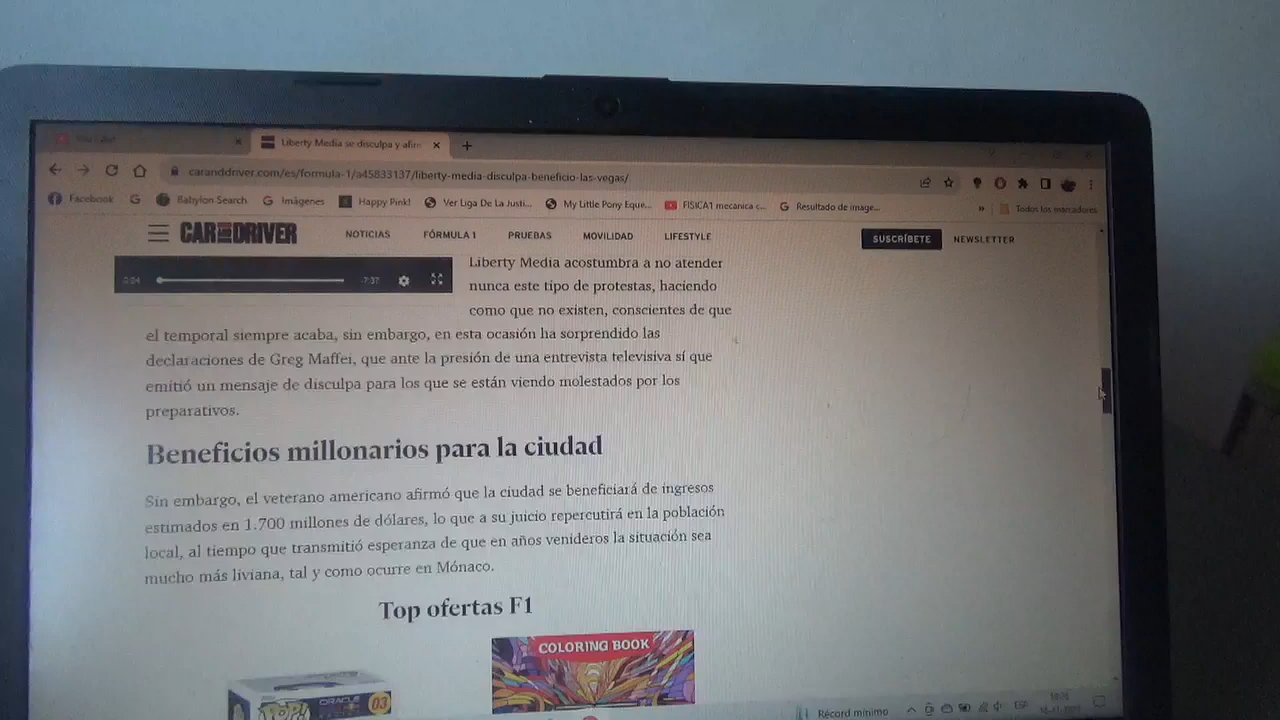 Liberty Media se disculpa y afirm
caranddriver.com/es/formula-1/a45833137/liberty-media-disculpa-beneficio-las-vegas/
Facebook
Babylon Search
Imágenes
Happy Pink!
Ver Liga De La Justi...
My Little Pony Eque...
FISICA1 mecanica c...
Resultado de image...
»
Todos los marcadores
CAR AND DRIVER
NOTICIAS
FÓRMULA 1
PRUEBAS
MOVILIDAD
LIFESTYLE
SUSCRÍBETE
NEWSLETTER
-7:37
Liberty Media acostumbra a no atender
nunca este tipo de protestas, haciendo
como que no existen, conscientes de que
el temporal siempre acaba, sin embargo, en esta ocasión ha sorprendido las
declaraciones de Greg Maffei, que ante la presión de una entrevista televisiva sí que
emitió un mensaje de disculpa para los que se están viendo molestados por los
preparativos.
Beneficios millonarios para la ciudad
Sin embargo, el veterano americano afirmó que la ciudad se beneficiará de ingresos
estimados en 1.700 millones de dólares, lo que a su juicio repercutirá en la población
local, al tiempo que transmitió esperanza de que en años venideros la situación sea
mucho más liviana, tal y como ocurre en Mónaco.
Top ofertas F1
COLORING BOOK
POP!
ORACLE
03
Récord mínimo
ESP